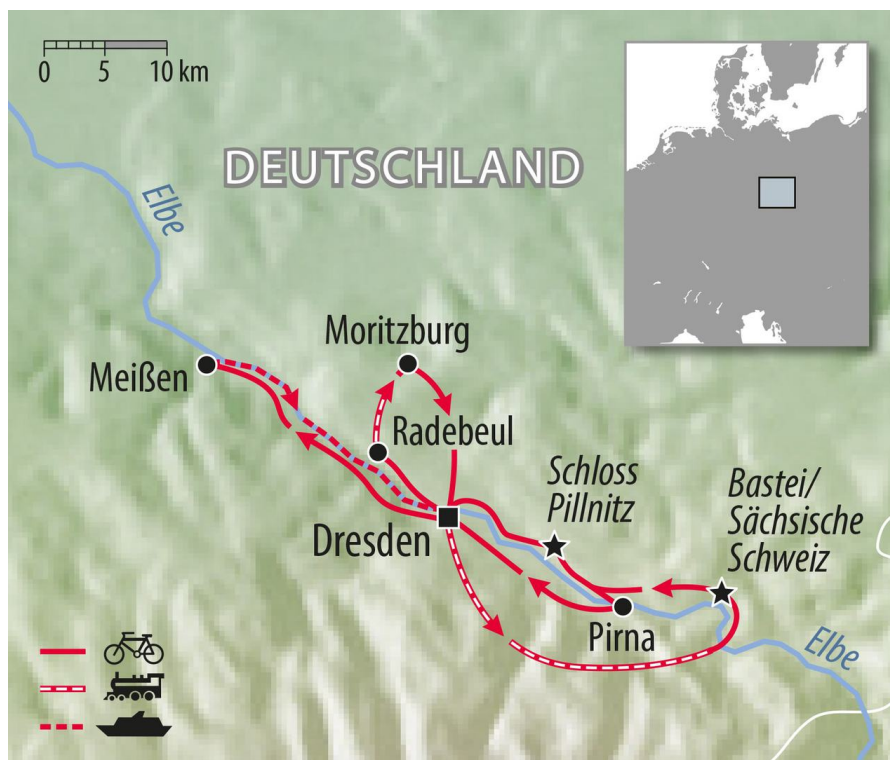 0 5 10 km
DEUTSCHLAND
Elbe
Moritzburg
Meißen
Radebeul
Schloss
Pillnitz
Bastei/
Sächsische
Schweiz
Dresden
Pirna
Elbe